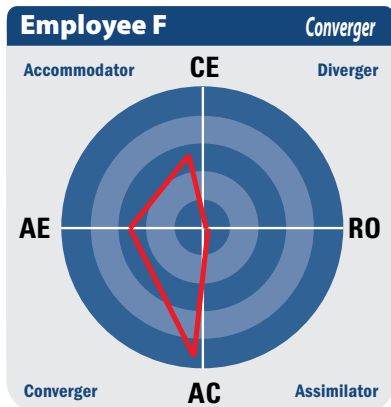 Employee F Converger
Accommodator CE Diverger
AE RO
Converger AC Assimilator